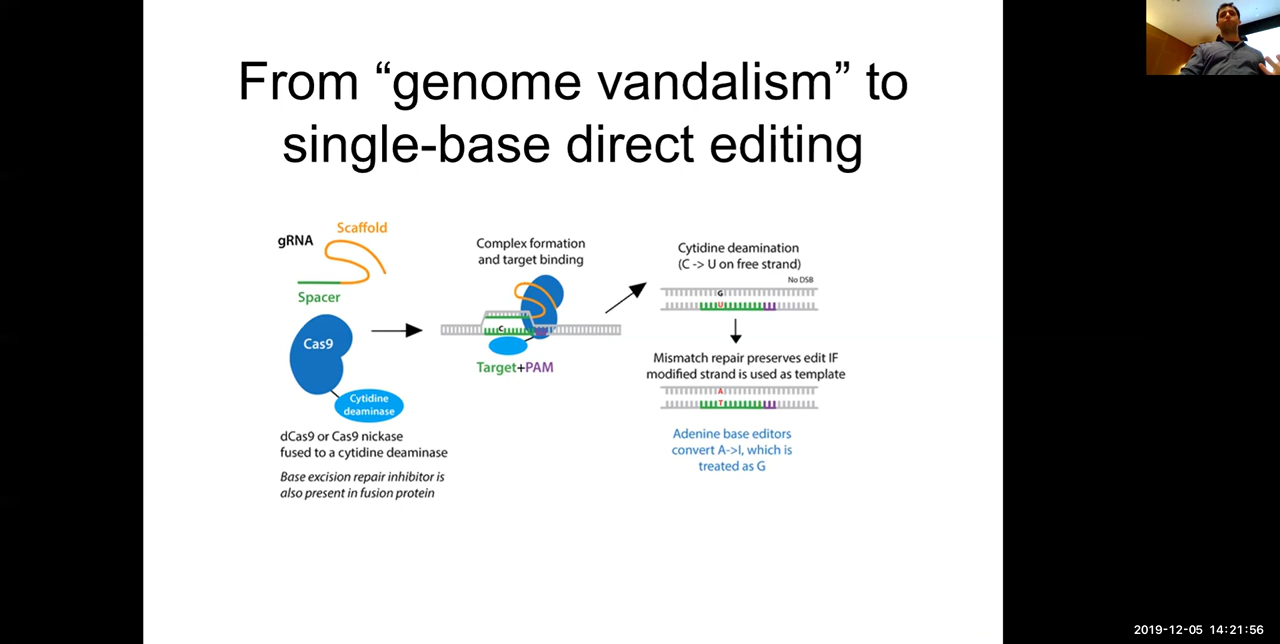 From “genome vandalism” to
single-base direct editing
gRNA
Scaffold
Spacer
Cas9
Cytidine
deaminase
dCas9 or Cas9 nickase
fused to a cytidine deaminase
Base excision repair inhibitor is
also present in fusion protein
Complex formation
and target binding
C
Target+PAM
Cytidine deamination
(C -> U on free strand)
No DSB
G
U
Mismatch repair preserves edit IF
modified strand is used as template
A
T
Adenine base editors
convert A->I, which is
treated as G
2019-12-05 14:21:56